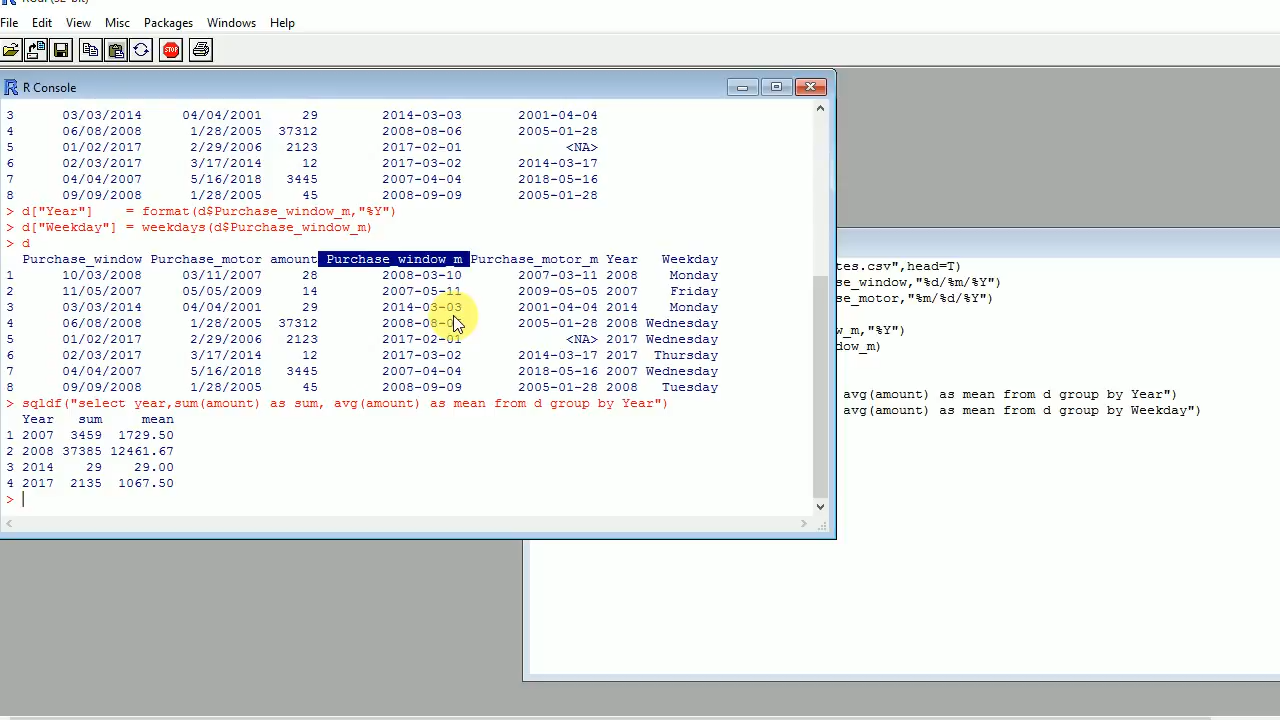 File Edit View Misc Packages Windows Help
STOP
R R Console
3 03/03/2014 04/04/2001 29 2014-03-03 2001-04-04
4 06/08/2008 1/28/2005 37312 2008-08-06 2005-01-28
5 01/02/2017 2/29/2006 2123 2017-02-01 <NA>
6 02/03/2017 3/17/2014 12 2017-03-02 2014-03-17
7 04/04/2007 5/16/2018 3445 2007-04-04 2018-05-16
8 09/09/2008 1/28/2005 45 2008-09-09 2005-01-28
> d["Year"] = format(d$Purchase_window_m,"%Y")
> d["Weekday"] = weekdays(d$Purchase_window_m)
> d
Purchase_window Purchase_motor amount Purchase_window_m Purchase_motor_m Year Weekday
1 10/03/2008 03/11/2007 28 2008-03-10 2007-03-11 2008 Monday
2 11/05/2007 05/05/2009 14 2007-05-11 2009-05-05 2007 Friday
3 03/03/2014 04/04/2001 29 2014-03-03 2001-04-04 2014 Monday
4 06/08/2008 1/28/2005 37312 2008-08-0 2005-01-28 2008 Wednesday
5 01/02/2017 2/29/2006 2123 2017-02-01 <NA> 2017 Wednesday
6 02/03/2017 3/17/2014 12 2017-03-02 2014-03-17 2017 Thursday
7 04/04/2007 5/16/2018 3445 2007-04-04 2018-05-16 2007 Wednesday
8 09/09/2008 1/28/2005 45 2008-09-09 2005-01-28 2008 Tuesday
> sqldf("select year,sum(amount) as sum, avg(amount) as mean from d group by Year")
Year sum mean
1 2007 3459 1729.50
2 2008 37385 12461.67
3 2014 29 29.00
4 2017 2135 1067.50
>
tes.csv",head=T)
se_window,"%d/%m/%Y")
se_motor,"%m/%d/%Y")
w_m,"%Y")
dow_m)
avg(amount) as mean from d group by Year")
avg(amount) as mean from d group by Weekday")